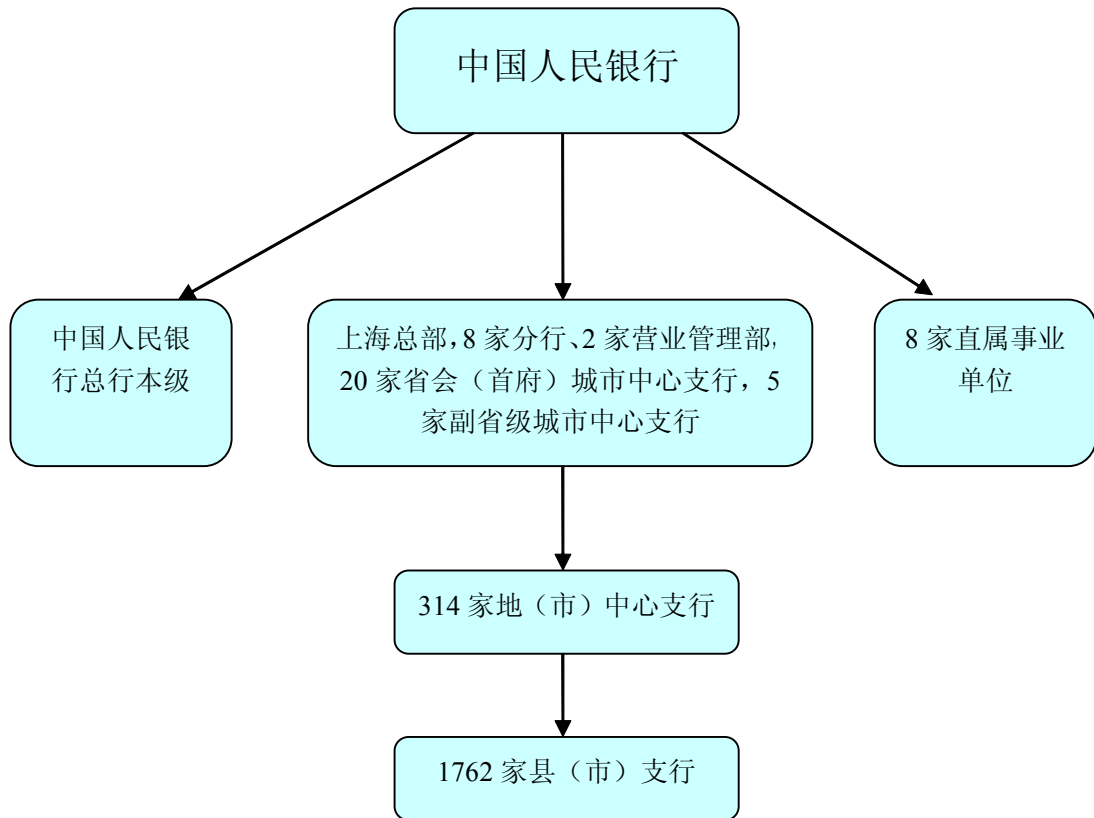 中国人民银行
中国人民银
行总行本级
上海总部，8 家分行、2 家营业管理部，
20 家省会（首府）城市中心支行，5
家副省级城市中心支行
8 家直属事业
单位
314 家地（市）中心支行
1762 家县（市）支行